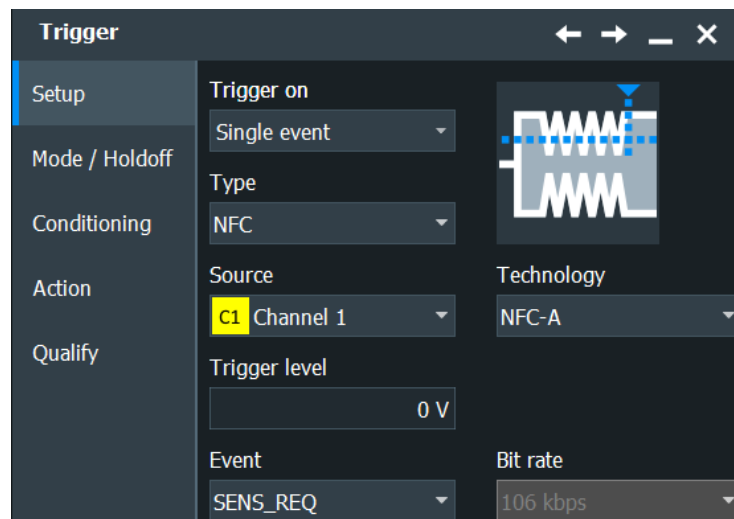 Trigger
Setup
Mode / Holdoff
Conditioning
Action
Qualify
Trigger on
Single event
Type
NFC
Source
C1 Channel 1
Technology
NFC-A
Trigger level
0 V
Event
SENS_REQ
Bit rate
106 kbps